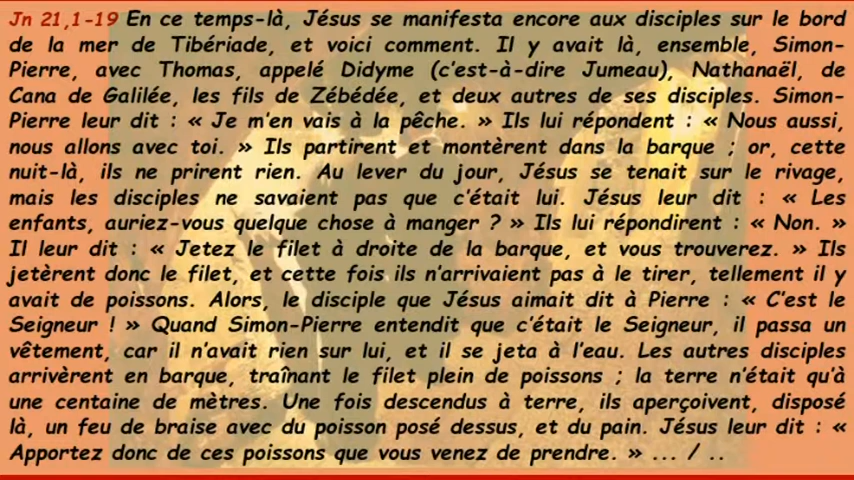 Jn 21,1-19 En ce temps-là, Jésus se manifesta encore aux disciples sur le bord
de la mer de Tibériade, et voici comment. Il y avait là, ensemble, Simon-
Pierre, avec Thomas, appelé Didyme (c'est-à-dire Jumeau), Nathanaël, de
Cana de Galilée, les fils de Zébédée, et deux autres de ses disciples. Simon-
Pierre leur dit : « Je m'en vais à la pêche. » Ils lui répondent : « Nous aussi,
nous allons avec toi. » Ils partirent et montèrent dans la barque ; or, cette
nuit-là, ils ne prirent rien. Au lever du jour, Jésus se tenait sur le rivage,
mais les disciples ne savaient pas que c'était lui. Jésus leur dit : « Les
enfants, auriez-vous quelque chose à manger ? » Ils lui répondirent : « Non. »
Il leur dit : « Jetez le filet à droite de la barque, et vous trouverez. » Ils
jetèrent donc le filet, et cette fois ils n'arrivaient pas à le tirer, tellement il y
avait de poissons. Alors, le disciple que Jésus aimait dit à Pierre : « C'est le
Seigneur ! » Quand Simon-Pierre entendit que c'était le Seigneur, il passa un
vêtement, car il n'avait rien sur lui, et il se jeta à l'eau. Les autres disciples
arrivèrent en barque, traînant le filet plein de poissons ; la terre n'était qu'à
une centaine de mètres. Une fois descendus à terre, ils aperçoivent, disposé
là, un feu de braise avec du poisson posé dessus, et du pain. Jésus leur dit : «
Apportez donc de ces poissons que vous venez de prendre. » ... / ..